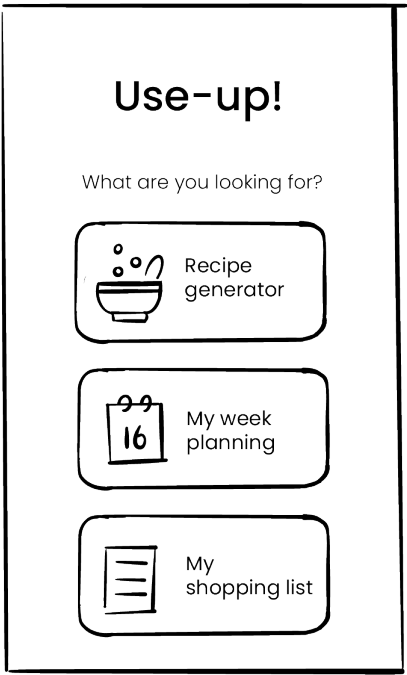 Use-up!
What are you looking for?
Recipe
generator
16
My week
planning
My
shopping list